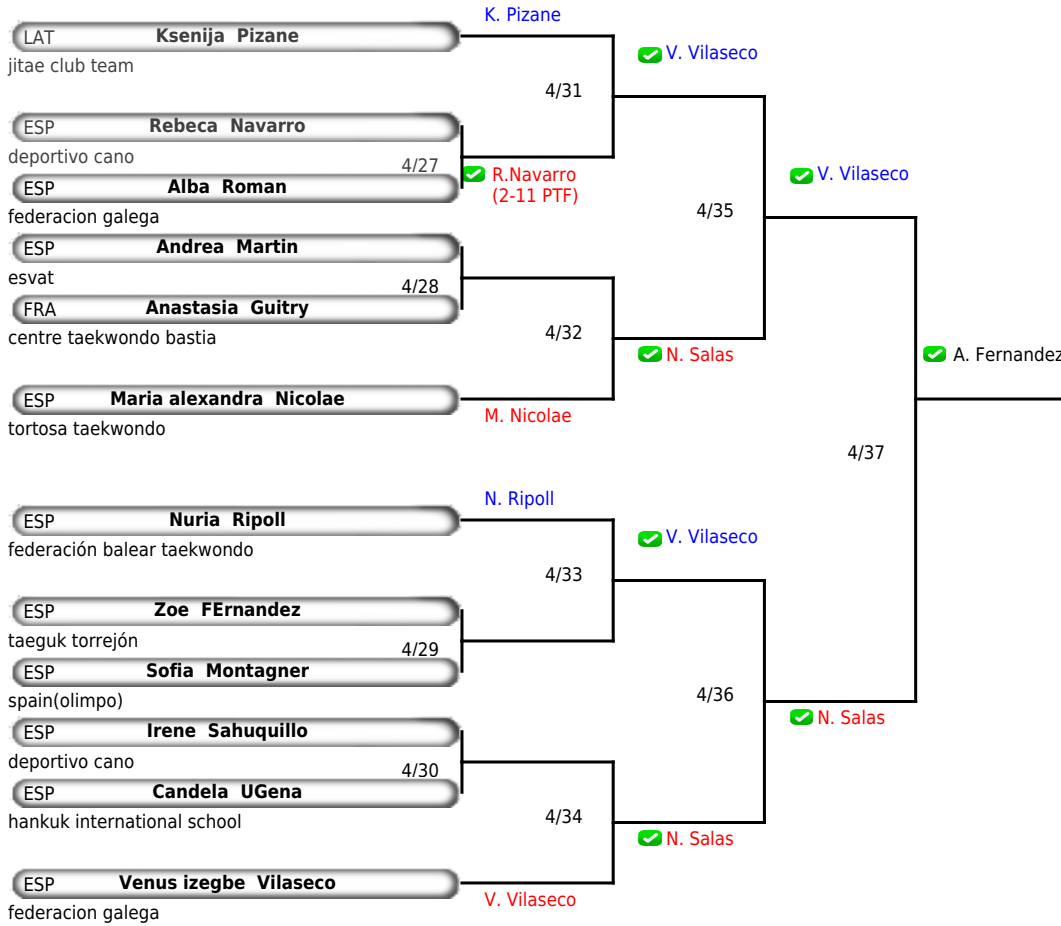 K. Pizane
LAT Ksenija Pizane
jitae club team
V. Vilaseco
4/31
ESP Rebeca Navarro
deportivo cano
4/27
R.Navarro
(2-11 PTF)
V. Vilaseco
ESP Alba Roman
federacion galega
4/35
ESP Andrea Martin
esvat
4/28
FRA Anastasia Guitry
centre taekwondo bastia
4/32
N. Salas
A. Fernandez
ESP Maria alexandra Nicolae
tortosa taekwondo
M. Nicolae
4/37
N. Ripoll
ESP Nuria Ripoll
federación balear taekwondo
V. Vilaseco
4/33
ESP Zoe FErnandez
taeguk torrejón
4/29
ESP Sofia Montagner
spain(olimpo)
4/36
N. Salas
ESP Irene Sahuquillo
deportivo cano
4/30
ESP Candela UGena
hankuk international school
4/34
N. Salas
ESP Venus izegbe Vilaseco
federacion galega
V. Vilaseco